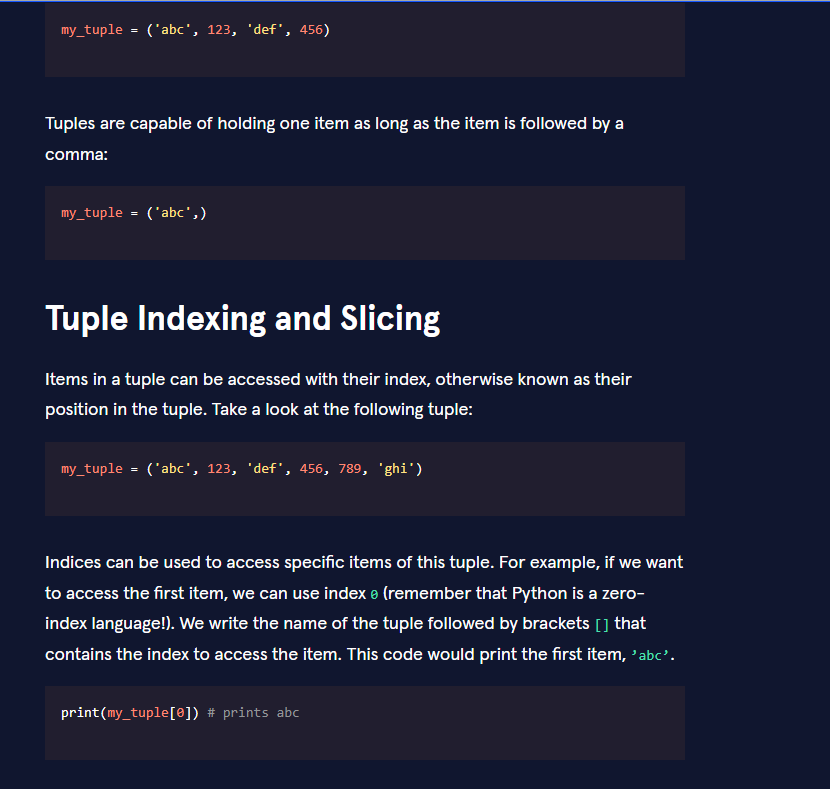 my_tuple = ('abc', 123, 'def', 456)
Tuples are capable of holding one item as long as the item is followed by a
comma:
my_tuple = ('abc',)
Tuple Indexing and Slicing
Items in a tuple can be accessed with their index, otherwise known as their
position in the tuple. Take a look at the following tuple:
my_tuple = ('abc', 123, 'def', 456, 789, 'ghi')
Indices can be used to access specific items of this tuple. For example, if we want
to access the first item, we can use index 0 (remember that Python is a zero-
index language!). We write the name of the tuple followed by brackets [] that
contains the index to access the item. This code would print the first item, ’abc’.
print(my_tuple[0]) # prints abc